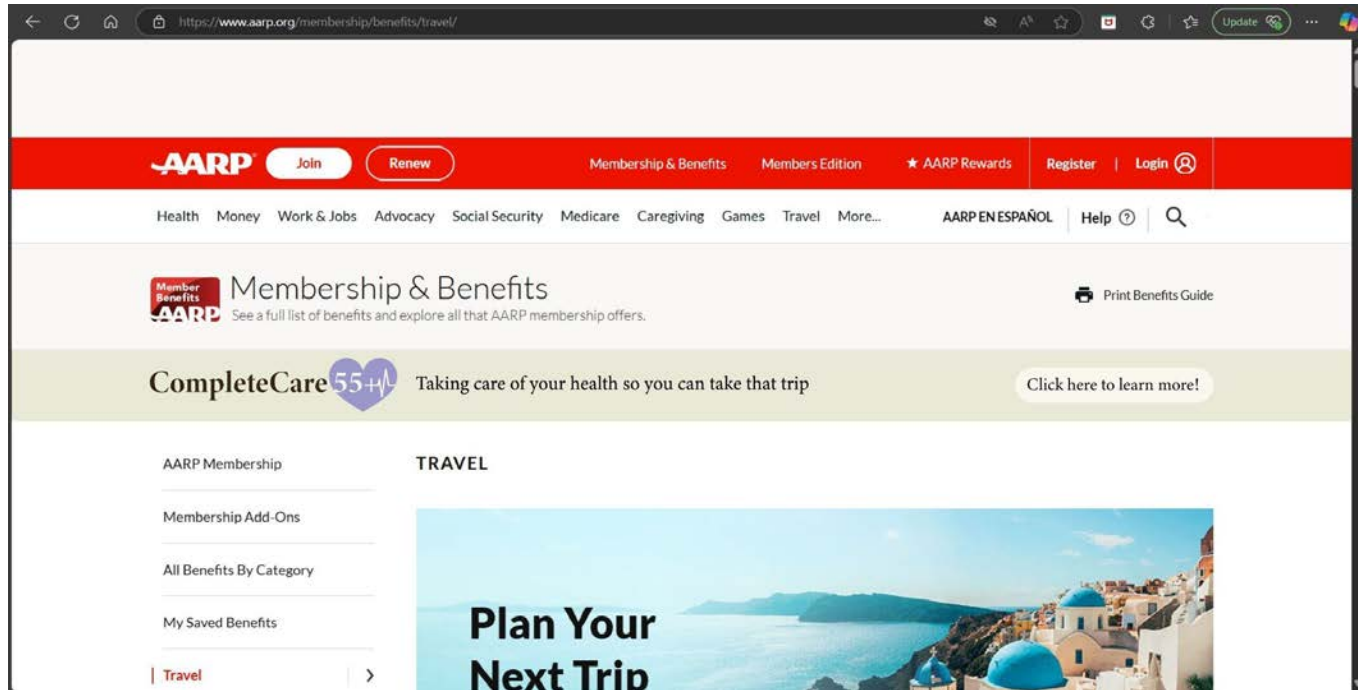 https://www.aarp.org/membership/benefits/travel/
Update
AARP Join Renew Membership & Benefits Members Edition ★ AARP Rewards Register | Login
Health Money Work & Jobs Advocacy Social Security Medicare Caregiving Games Travel More... AARP EN ESPAÑOL Help ?
Member
Benefits
AARP
Membership & Benefits
See a full list of benefits and explore all that AARP membership offers.
Print Benefits Guide
CompleteCare 55+ Taking care of your health so you can take that trip Click here to learn more!
AARP Membership
Membership Add-Ons
All Benefits By Category
My Saved Benefits
Travel
TRAVEL
Plan Your
Next Trip